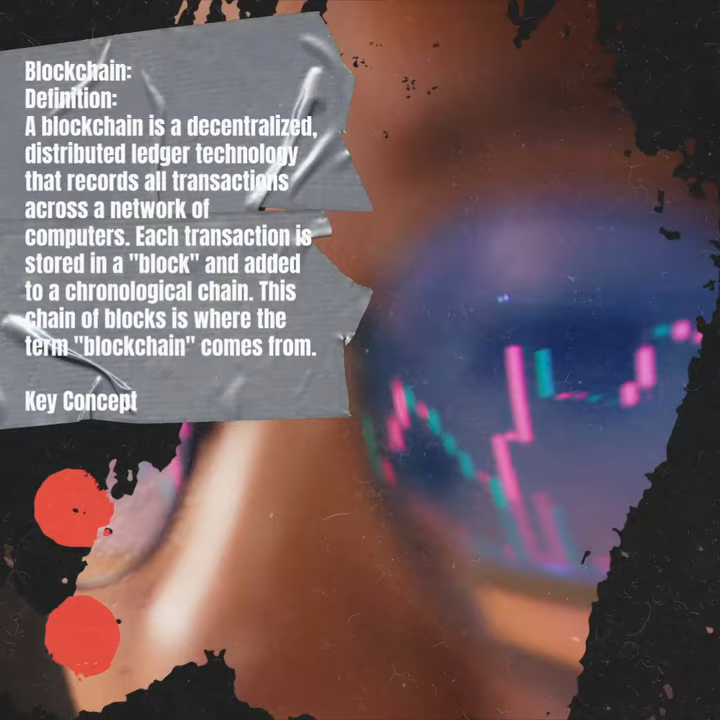 Blockchain:
Definition:
A blockchain is a decentralized,
distributed ledger technology
that records all transactions
across a network of
computers. Each transaction is
stored in a "block" and added
to a chronological chain. This
chain of blocks is where the
term "blockchain" comes from.
Key Concept